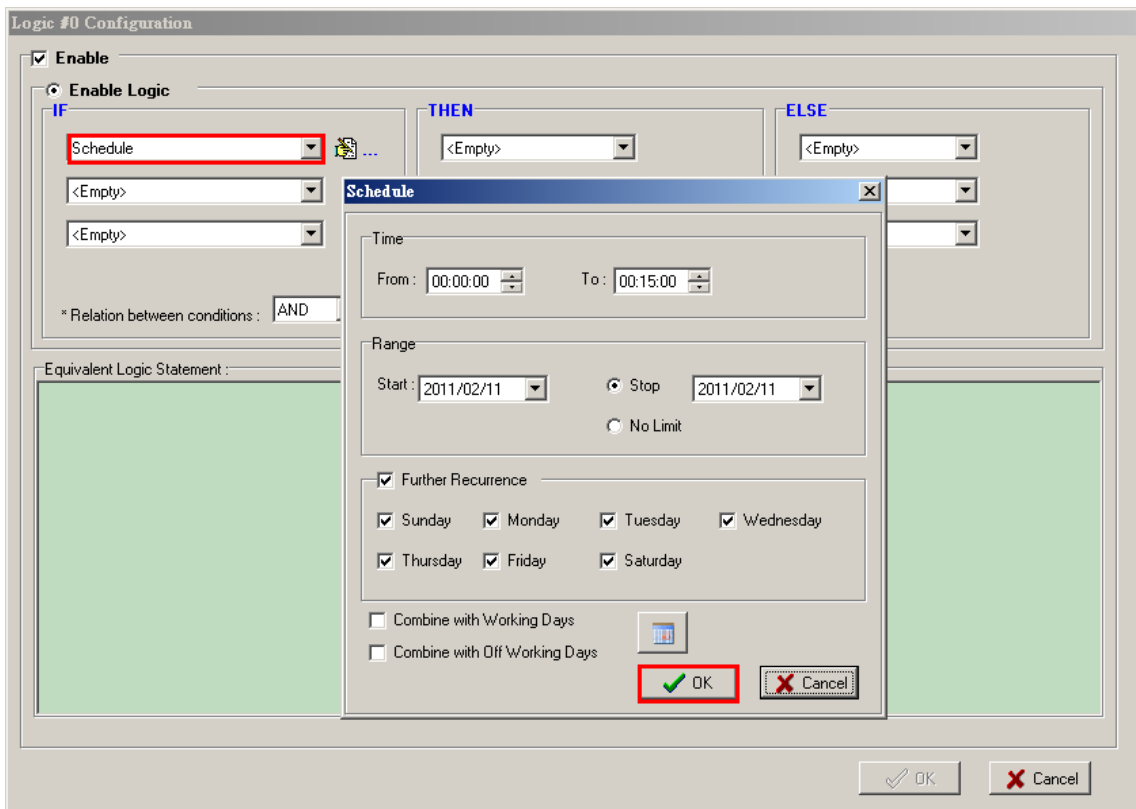 Logic #0 Configuration
Enable
Enable Logic
IF
THEN
ELSE
Schedule
...
<Empty>
<Empty>
<Empty>
<Empty>
<Empty>
* Relation between conditions :
AND
Equivalent Logic Statement :
Schedule
Time
From :
00:00:00
To :
00:15:00
Range
Start :
2011/02/11
Stop
2011/02/11
No Limit
Further Recurrence
Sunday
Monday
Tuesday
Wednesday
Thursday
Friday
Saturday
Combine with Working Days
Combine with Off Working Days
OK
Cancel
OK
Cancel